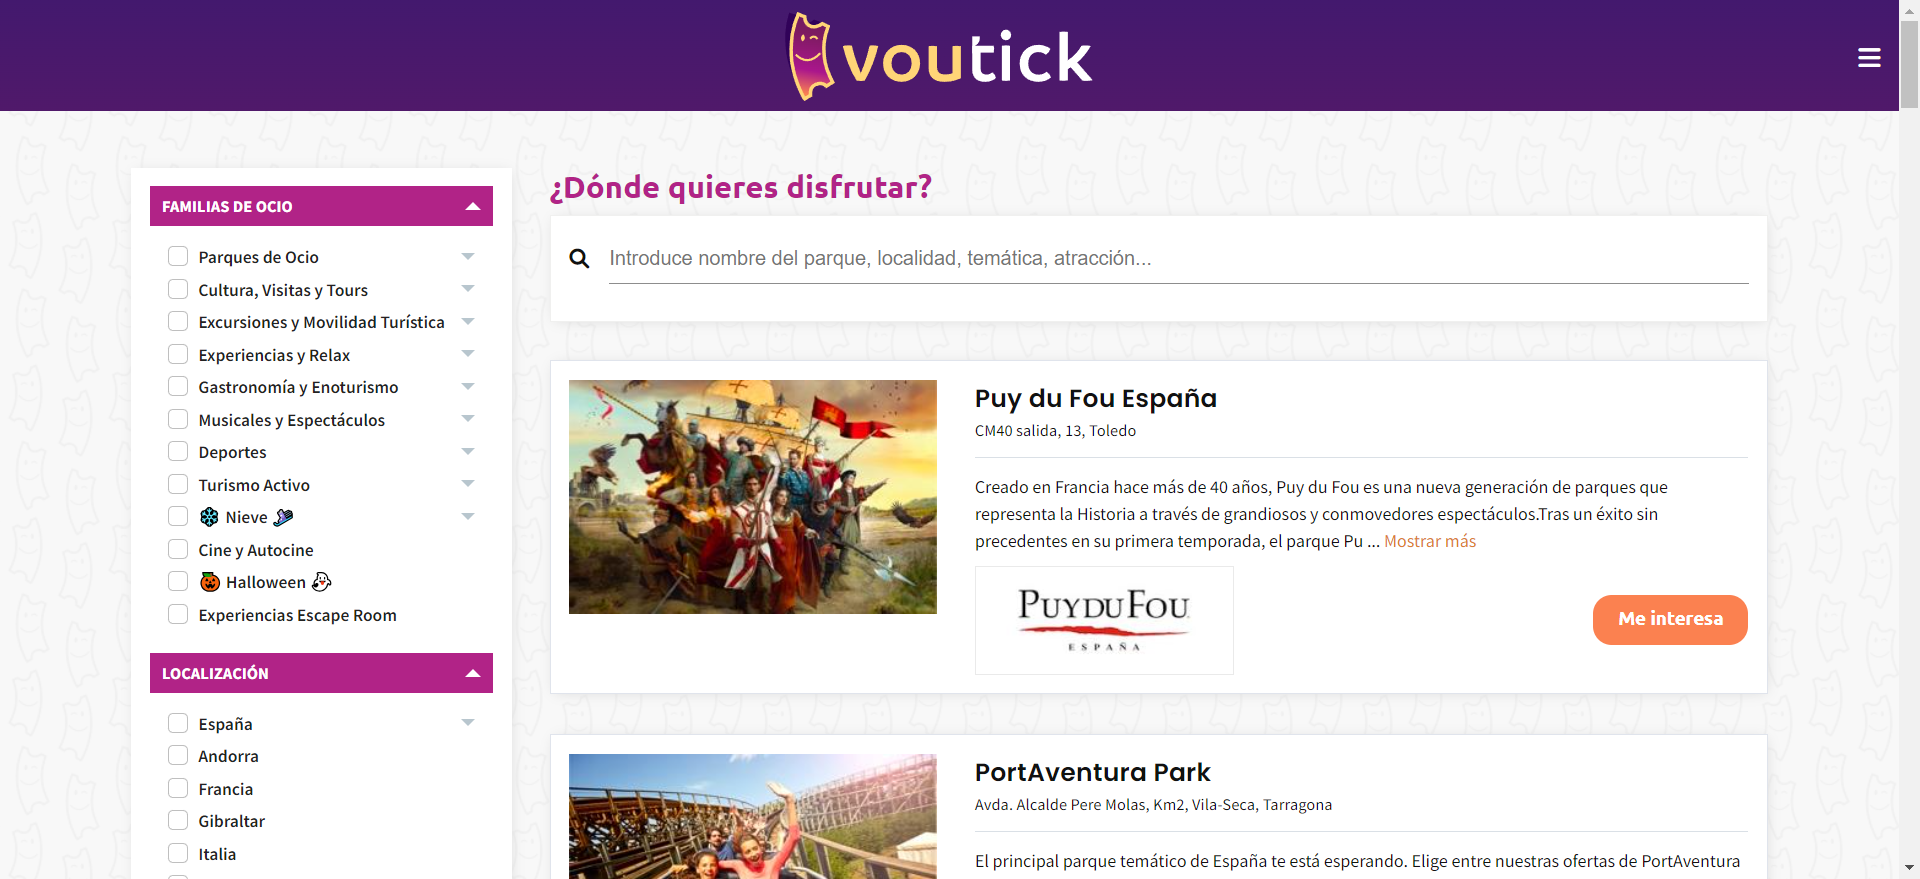 voutick
FAMILIAS DE OCIO
Parques de Ocio
Cultura, Visitas y Tours
Excursiones y Movilidad Turística
Experiencias y Relax
Gastronomía y Enoturismo
Musicales y Espectáculos
Deportes
Turismo Activo
Nieve
Cine y Autocine
Halloween
Experiencias Escape Room
LOCALIZACIÓN
España
Andorra
Francia
Gibraltar
Italia
¿Dónde quieres disfrutar?
Introduce nombre del parque, localidad, temática, atracción...
Puy du Fou España
CM40 salida, 13, Toledo
Creado en Francia hace más de 40 años, Puy du Fou es una nueva generación de parques que
representa la Historia a través de grandiosos y conmovedores espectáculos.Tras un éxito sin
precedentes en su primera temporada, el parque Pu ... Mostrar más
PUYDUFOU
ESPAÑA
Me interesa
PortAventura Park
Avda. Alcalde Pere Molas, Km2, Vila-Seca, Tarragona
El principal parque temático de España te está esperando. Elige entre nuestras ofertas de PortAventura